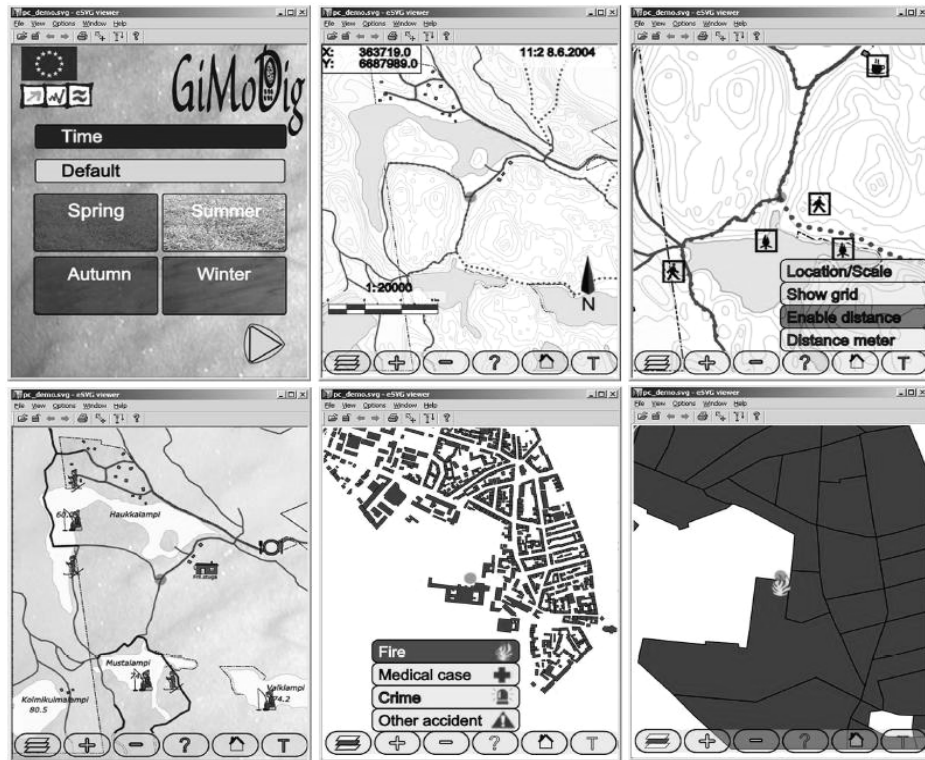 pc_demo.svg - eSVG viewer
File View Options Window Help
GiMoDig
Time
Default
Spring
Summer
Autumn
Winter
pc_demo.svg - eSVG viewer
File View Options Window Help
X: 363719.0
11:2 8.6.2004
Y: 6687989.0
1:20000
N
?
T
pc_demo.svg - eSVG viewer
File View Options Window Help
Location/Scale
Show grid
Enable distance
Distance meter
?
T
pc_demo.svg - eSVG viewer
File View Options Window Help
Haukkalampi
Mustalampi
Kolmikulmalampi
80.5
Valklampi
74.2
?
T
pc_demo.svg - eSVG viewer
File View Options Window Help
Fire
Medical case
Crime
Other accident
?
T
pc_demo.svg - eSVG viewer
File View Options Window Help
?
T